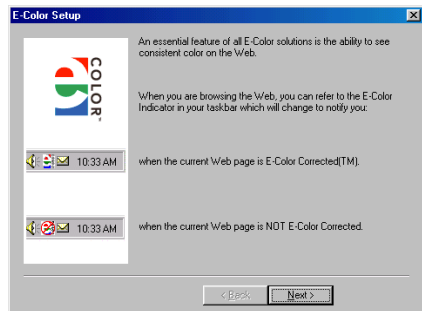 E-Color Setup
An essential feature of all E-Color solutions is the ability to see
consistent color on the Web.
COLOR
When you are browsing the Web, you can refer to the E-Color
Indicator in your taskbar which will change to notify you:
10:33 AM
when the current Web page is E-Color Corrected(TM).
10:33 AM
when the current Web page is NOT E-Color Corrected.
< Back
Next >